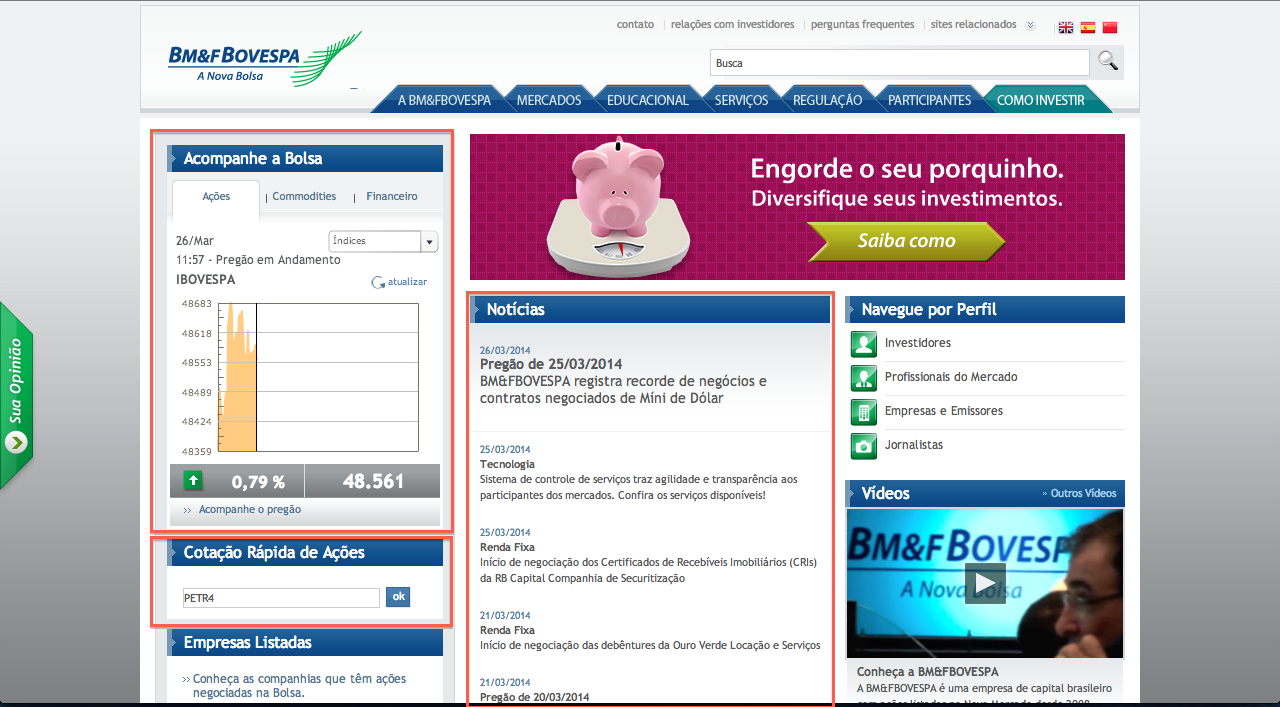 contato
relações com investidores
perguntas frequentes
sites relacionados
BM&FBOVESPA
A Nova Bolsa
Busca
A BM&FBOVESPA
MERCADOS
EDUCACIONAL
SERVIÇOS
REGULAÇÃO
PARTICIPANTES
COMO INVESTIR
Sua Opinião
Acompanhe a Bolsa
Ações
Commodities
Financeiro
26/Mar
Índices
11:57 - Pregão em Andamento
IBOVESPA
atualizar
48683
48618
48553
48489
48424
48359
0,79 %
48.561
Acompanhe o pregão
Cotação Rápida de Ações
PETR4
ok
Empresas Listadas
Conheça as companhias que têm ações
negociadas na Bolsa.
Engorde o seu porquinho.
Diversifique seus investimentos.
Saiba como
Notícias
26/03/2014
Pregão de 25/03/2014
BM&FBOVESPA registra recorde de negócios e
contratos negociados de Míni de Dólar
25/03/2014
Tecnologia
Sistema de controle de serviços traz agilidade e transparência aos
participantes dos mercados. Confira os serviços disponíveis!
25/03/2014
Renda Fixa
Início de negociação dos Certificados de Recebíveis Imobiliários (CRIs)
da RB Capital Companhia de Securitização
21/03/2014
Renda Fixa
Início de negociação das debêntures da Ouro Verde Locação e Serviços
21/03/2014
Pregão de 20/03/2014
Navegue por Perfil
Investidores
Profissionais do Mercado
Empresas e Emissores
Jornalistas
Vídeos
Outros Vídeos
BM&FBOVESP
A Nova Bolsa
Conheça a BM&FBOVESPA
A BM&FBOVESPA é uma empresa de capital brasileiro
com ações listadas no Novo Mercado desde 2008